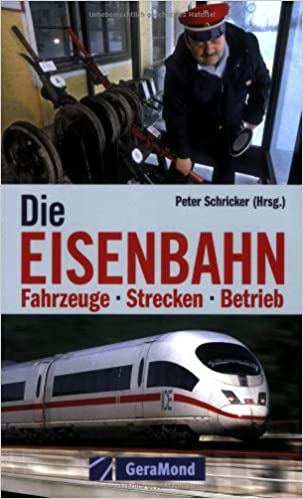 Urheberrechtlich geschütztes Material
Peter Schricker (Hrsg.)
Die
EISENBAHN
Fahrzeuge · Strecken · Betrieb
ICE
GeraMond